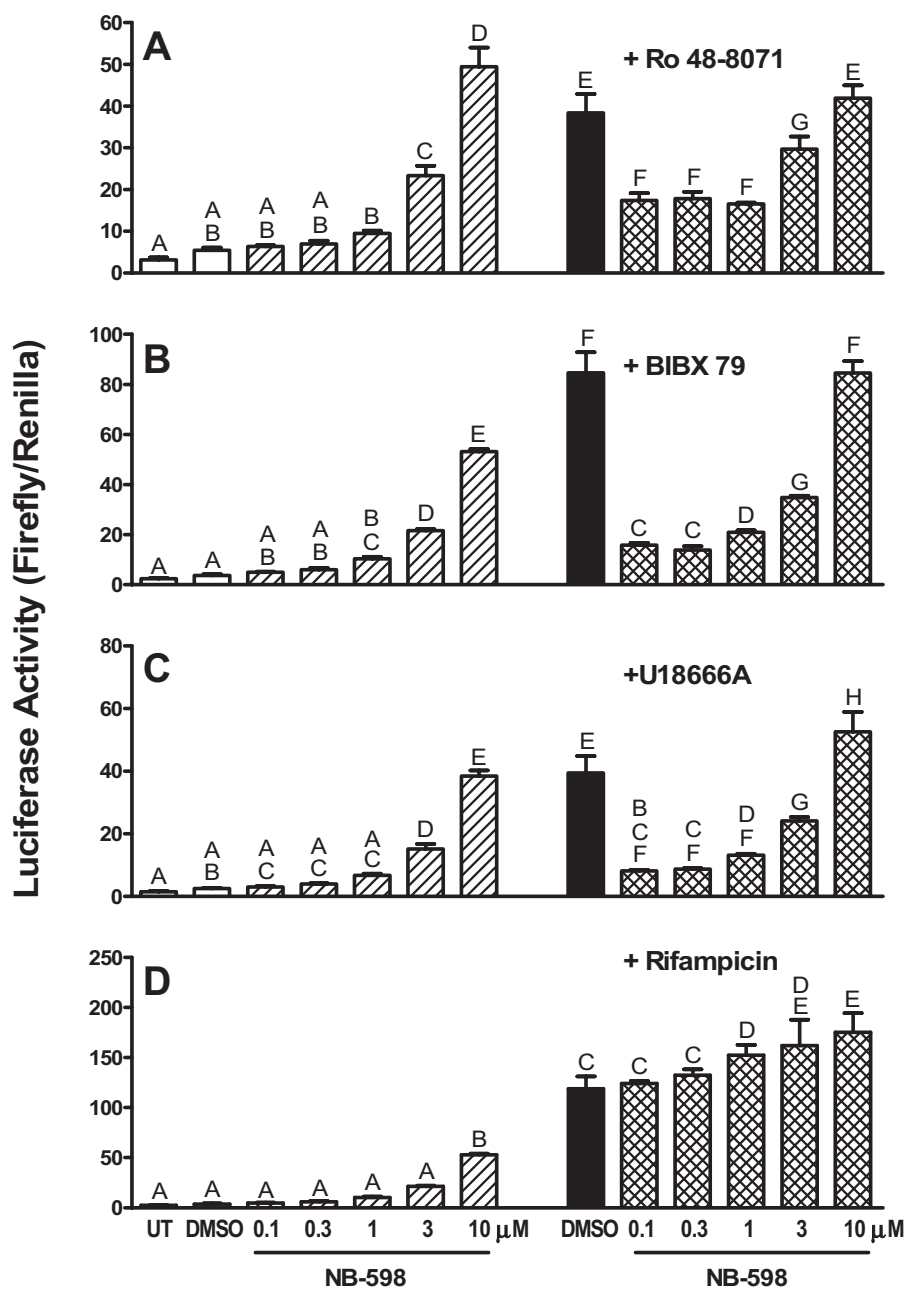 Luciferase Activity (Firefly/Renilla)
A
+ Ro 48-8071
60
50
40
30
20
10
0
A
A
B
A
B
A
B
B
C
D
E
F
F
F
G
E
B
+ BIBX 79
100
80
60
40
20
0
A
A
A
B
A
B
B
C
D
E
F
C
C
D
G
F
C
+U18666A
80
60
40
20
0
A
A
B
A
C
A
C
A
C
D
E
E
B
C
F
C
F
D
F
G
H
D
+ Rifampicin
250
200
150
100
50
0
A
A
A
A
A
A
B
C
C
C
D
D
E
E
UT DMSO 0.1 0.3 1 3 10 μM DMSO 0.1 0.3 1 3 10 μM
NB-598 NB-598